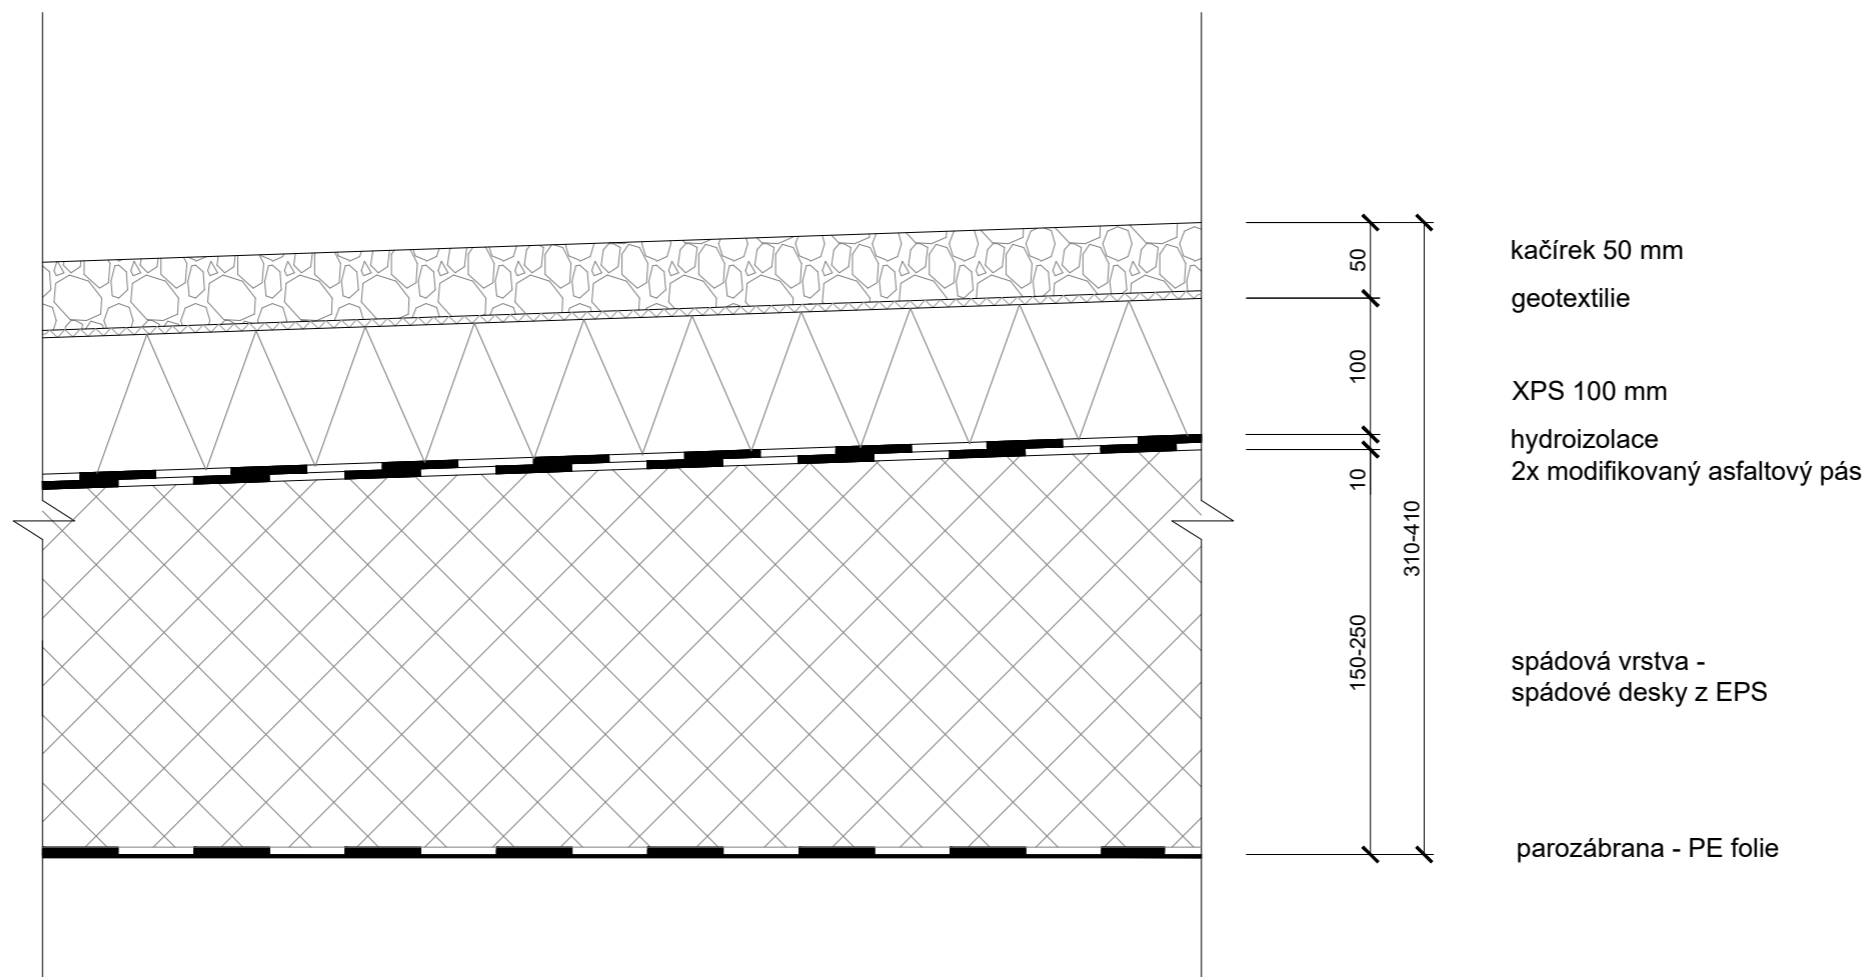 kačírek 50 mm
geotextilie
XPS 100 mm
hydroizolace
2x modifikovaný asfaltový pás
spádová vrstva -
spádové desky z EPS
parozábrana - PE folie
50
100
10
150-250
310-410